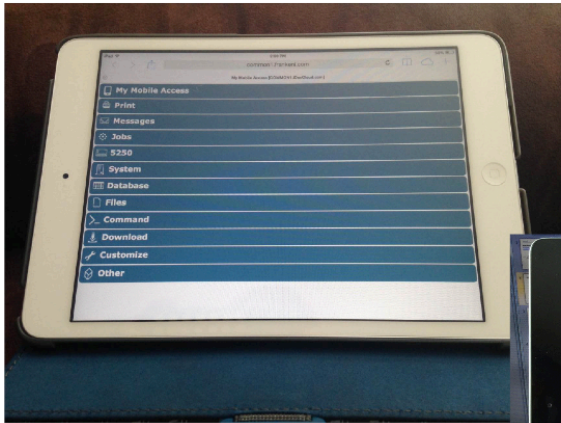 My Mobile Access
Print
Messages
Jobs
5250
System
Database
Files
Command
Download
Customize
Other